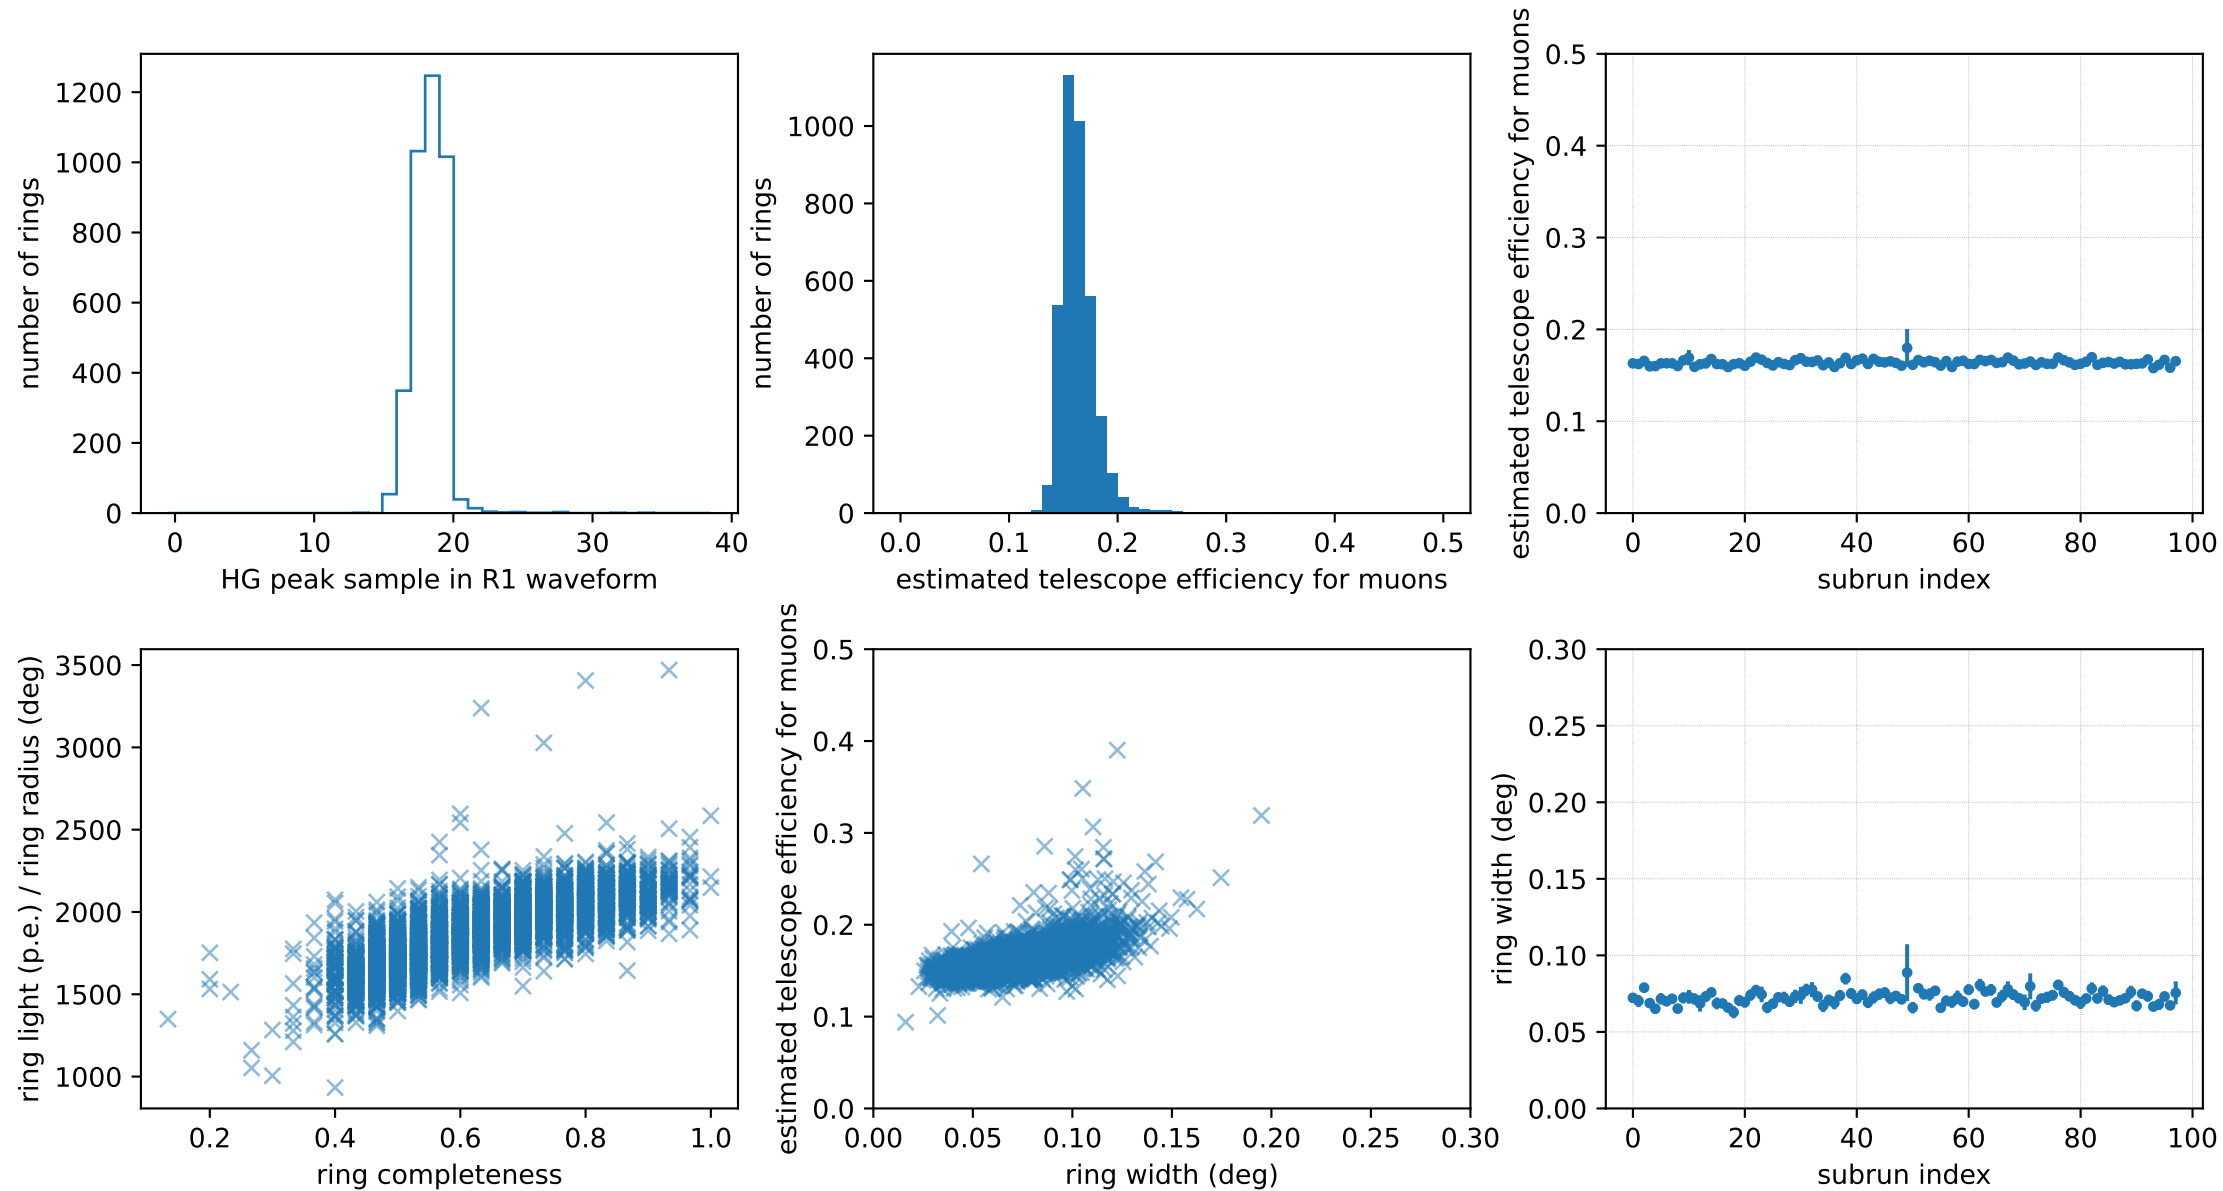 1200
1000
800
600
400
200
0
number of rings
0 10 20 30 40
HG peak sample in R1 waveform
1000
800
600
400
200
0
number of rings
0.0 0.1 0.2 0.3 0.4 0.5
estimated telescope efficiency for muons
0.5
0.4
0.3
0.2
0.1
0.0
estimated telescope efficiency for muons
0 20 40 60 80 100
subrun index
3500
3000
2500
2000
1500
1000
ring light (p.e.) / ring radius (deg)
0.2 0.4 0.6 0.8 1.0
ring completeness
0.5
0.4
0.3
0.2
0.1
0.0
estimated telescope efficiency for muons
0.00 0.05 0.10 0.15 0.20 0.25 0.30
ring width (deg)
0.30
0.25
0.20
0.15
0.10
0.05
0.00
ring width (deg)
0 20 40 60 80 100
subrun index